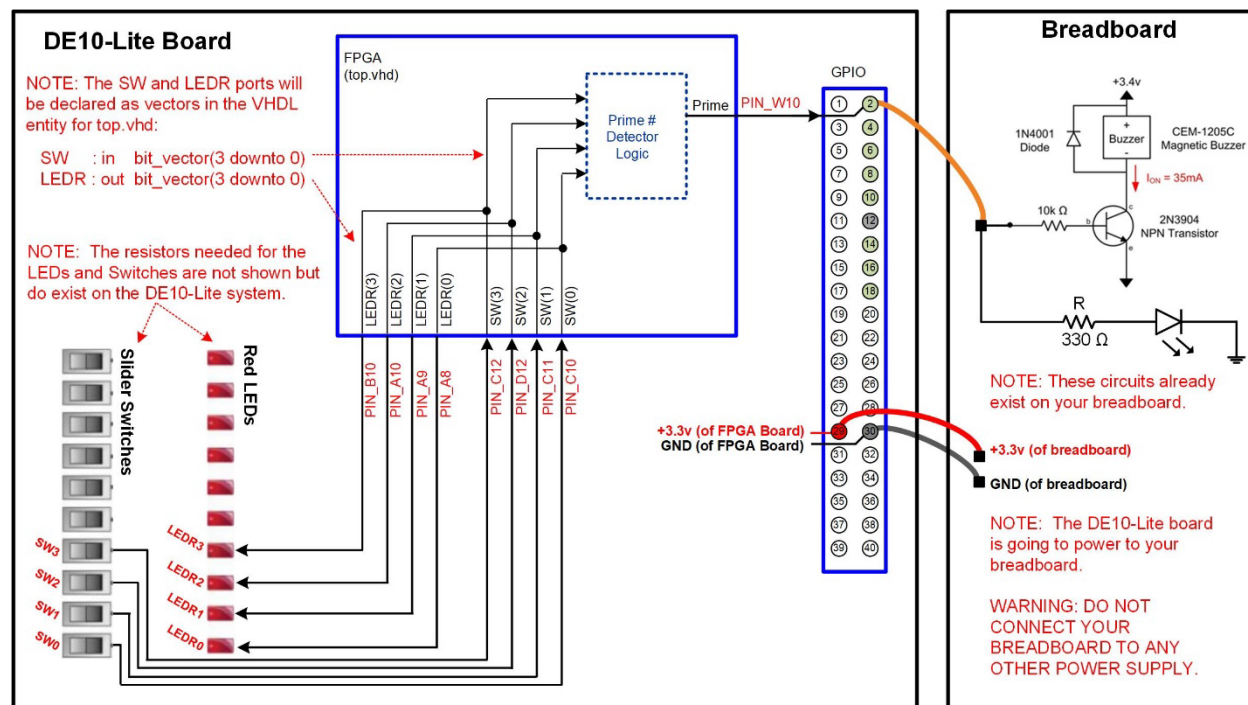 DE10-Lite Board
NOTE: The SW and LEDR ports will
be declared as vectors in the VHDL
entity for top.vhd:
SW : in bit_vector(3 downto 0)
LEDR : out bit_vector(3 downto 0)
NOTE: The resistors needed for the
LEDs and Switches are not shown but
do exist on the DE10-Lite system.
Slider Switches
Red LEDs
SW3
SW2
SW1
SW0
LEDR3
LEDR2
LEDR1
LEDR0
FPGA
(top.vhd)
Prime #
Detector
Logic
Prime
PIN_W10
LEDR(3)
LEDR(2)
LEDR(1)
LEDR(0)
SW(3)
SW(2)
SW(1)
SW(0)
PIN_B10
PIN_A10
PIN_A9
PIN_A8
PIN_C12
PIN_D12
PIN_C11
PIN_C10
GPIO
1 2
3 4
5 6
7 8
9 10
11 12
13 14
15 16
17 18
19 20
21 22
23 24
25 26
27 28
29 30
31 32
33 34
35 36
37 38
39 40
+3.3v (of FPGA Board)
GND (of FPGA Board)
Breadboard
+3.4v
1N4001
Diode
+
Buzzer
-
CEM-1205C
Magnetic Buzzer
ION = 35mA
10k Ω
b
c
e
2N3904
NPN Transistor
R
330 Ω
NOTE: These circuits already
exist on your breadboard.
+3.3v (of breadboard)
GND (of breadboard)
NOTE: The DE10-Lite board
is going to power to your
breadboard.
WARNING: DO NOT
CONNECT YOUR
BREADBOARD TO ANY
OTHER POWER SUPPLY.